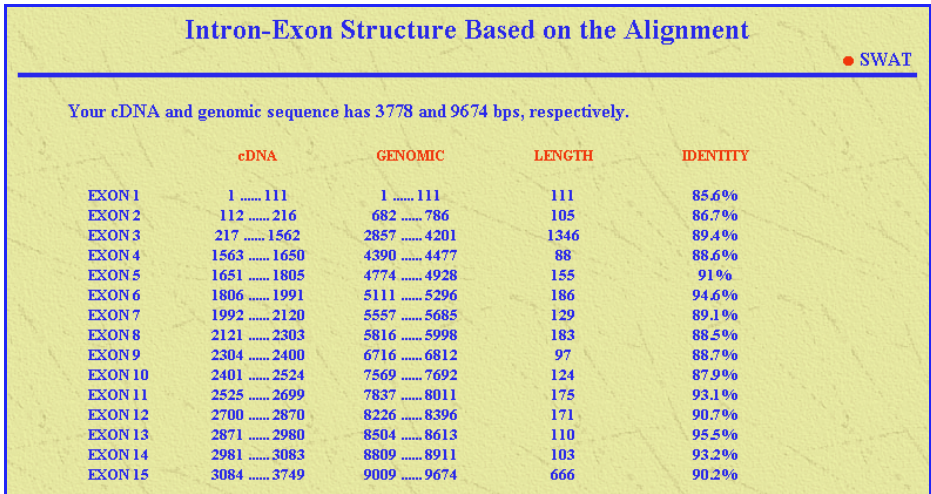 Intron-Exon Structure Based on the Alignment
SWAT
Your cDNA and genomic sequence has 3778 and 9674 bps, respectively.
cDNA GENOMIC LENGTH IDENTITY
EXON 1 1 ...... 111 1 ...... 111 111 85.6%
EXON 2 112 ...... 216 682 ...... 786 105 86.7%
EXON 3 217 ...... 1562 2857 ...... 4201 1346 89.4%
EXON 4 1563 ...... 1650 4390 ...... 4477 88 88.6%
EXON 5 1651 ...... 1805 4774 ...... 4928 155 91%
EXON 6 1806 ...... 1991 5111 ...... 5296 186 94.6%
EXON 7 1992 ...... 2120 5557 ...... 5685 129 89.1%
EXON 8 2121 ...... 2303 5816 ...... 5998 183 88.5%
EXON 9 2304 ...... 2400 6716 ...... 6812 97 88.7%
EXON 10 2401 ...... 2524 7569 ...... 7692 124 87.9%
EXON 11 2525 ...... 2699 7837 ...... 8011 175 93.1%
EXON 12 2700 ...... 2870 8226 ...... 8396 171 90.7%
EXON 13 2871 ...... 2980 8504 ...... 8613 110 95.5%
EXON 14 2981 ...... 3083 8809 ...... 8911 103 93.2%
EXON 15 3084 ...... 3749 9009 ...... 9674 666 90.2%